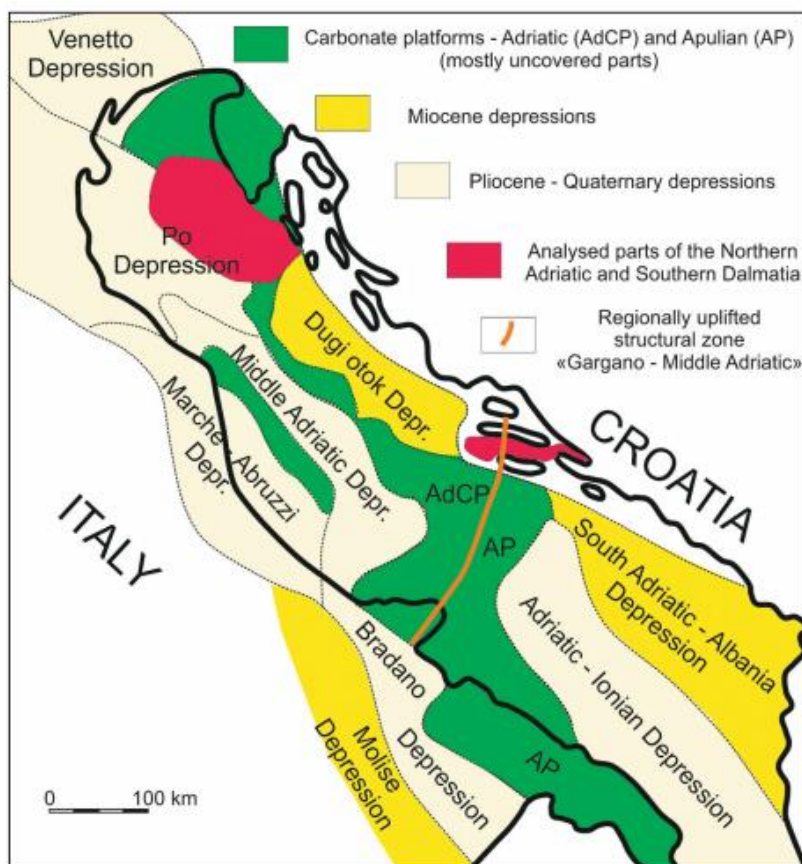 Venetto
Depression
Carbonate platforms - Adriatic (AdCP) and Apulian (AP)
(mostly uncovered parts)
Miocene depressions
Pliocene - Quaternary depressions
Analysed parts of the Northern
Adriatic and Southern Dalmatia
Regionally uplifted
structural zone
«Gargano - Middle Adriatic»
Po
Depression
Dugi otok Depr.
Middle Adriatic Depr.
Marche - Abruzzi
Depr.
CROATIA
ITALY
AdCP
AP
South Adriatic - Albania
Depression
Adriatic - Ionian Depression
Bradano
Depression
Molise
Depression
AP
0 100 km